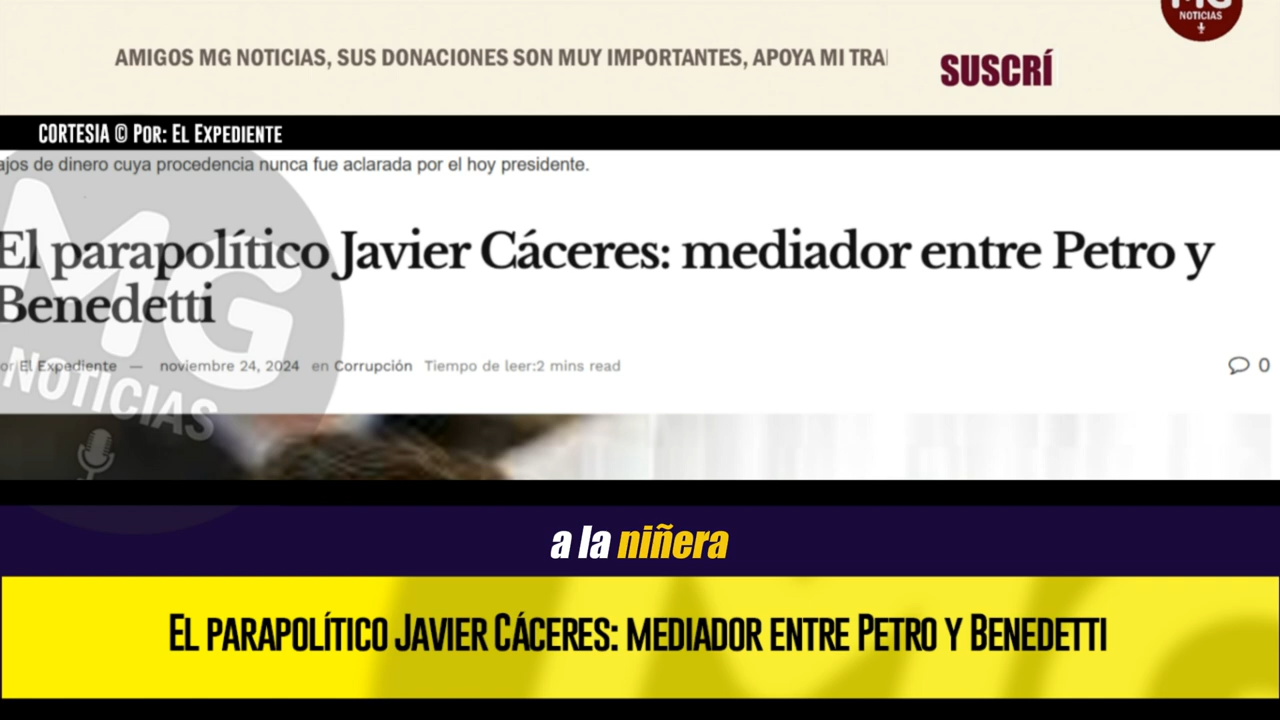 MG
NOTICIAS
AMIGOS MG NOTICIAS, SUS DONACIONES SON MUY IMPORTANTES, APOYA MI TRA
SUSCRÍ
CORTESIA © POR: EL EXPEDIENTE
ajos de dinero cuya procedencia nunca fue aclarada por el hoy presidente.
El parapolítico Javier Cáceres: mediador entre Petro y
Benedetti
or El Expediente — noviembre 24, 2024 en Corrupción Tiempo de leer:2 mins read
0
MG
NOTICIAS
a la niñera
EL PARAPOLÍTICO JAVIER CÁCERES: MEDIADOR ENTRE PETRO Y BENEDETTI